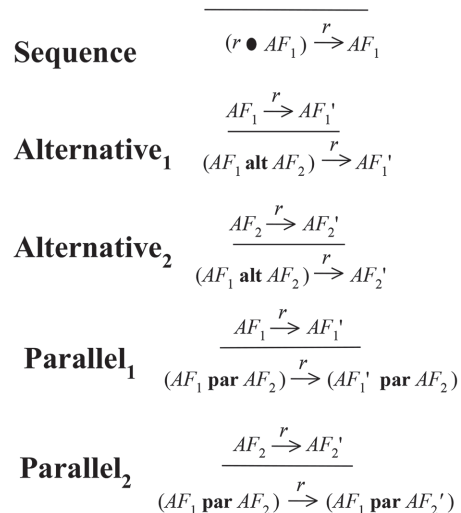 Sequence
(r ● AF₁) →ʳ AF₁
Alternative₁
AF₁ →ʳ AF₁'
(AF₁ alt AF₂) →ʳ AF₁'
Alternative₂
AF₂ →ʳ AF₂'
(AF₁ alt AF₂) →ʳ AF₂'
Parallel₁
AF₁ →ʳ AF₁'
(AF₁ par AF₂) →ʳ (AF₁' par AF₂)
Parallel₂
AF₂ →ʳ AF₂'
(AF₁ par AF₂) →ʳ (AF₁ par AF₂')